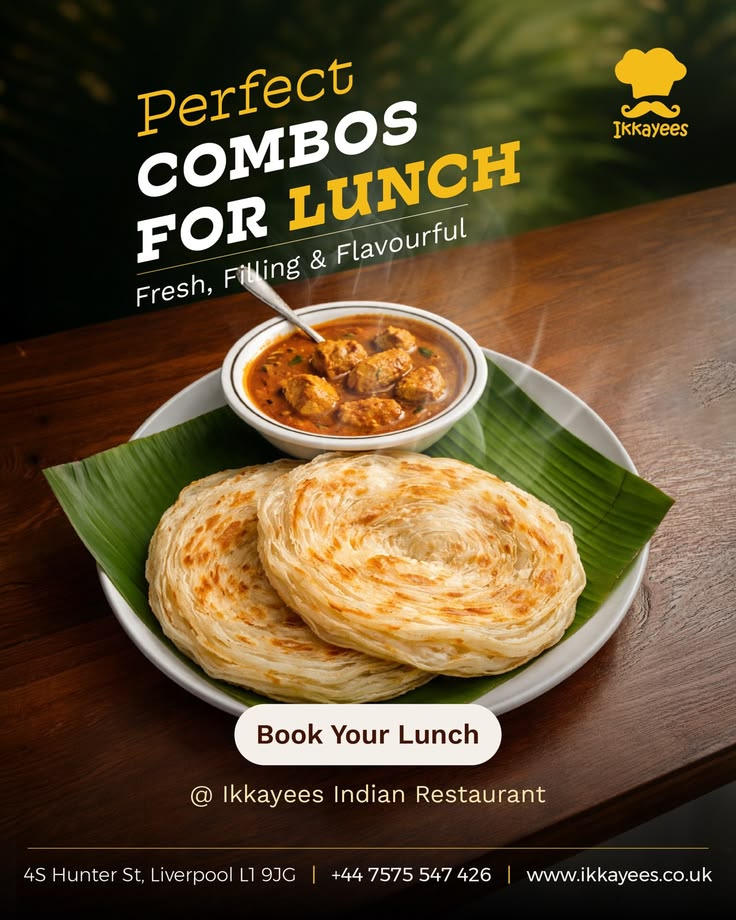 Perfect
COMBOS
FOR LUNCH
Fresh, Filling & Flavourful
Ikkayees
Book Your Lunch
@ Ikkayees Indian Restaurant
4S Hunter St, Liverpool L1 9JG | +44 7575 547 426 | www.ikkayees.co.uk